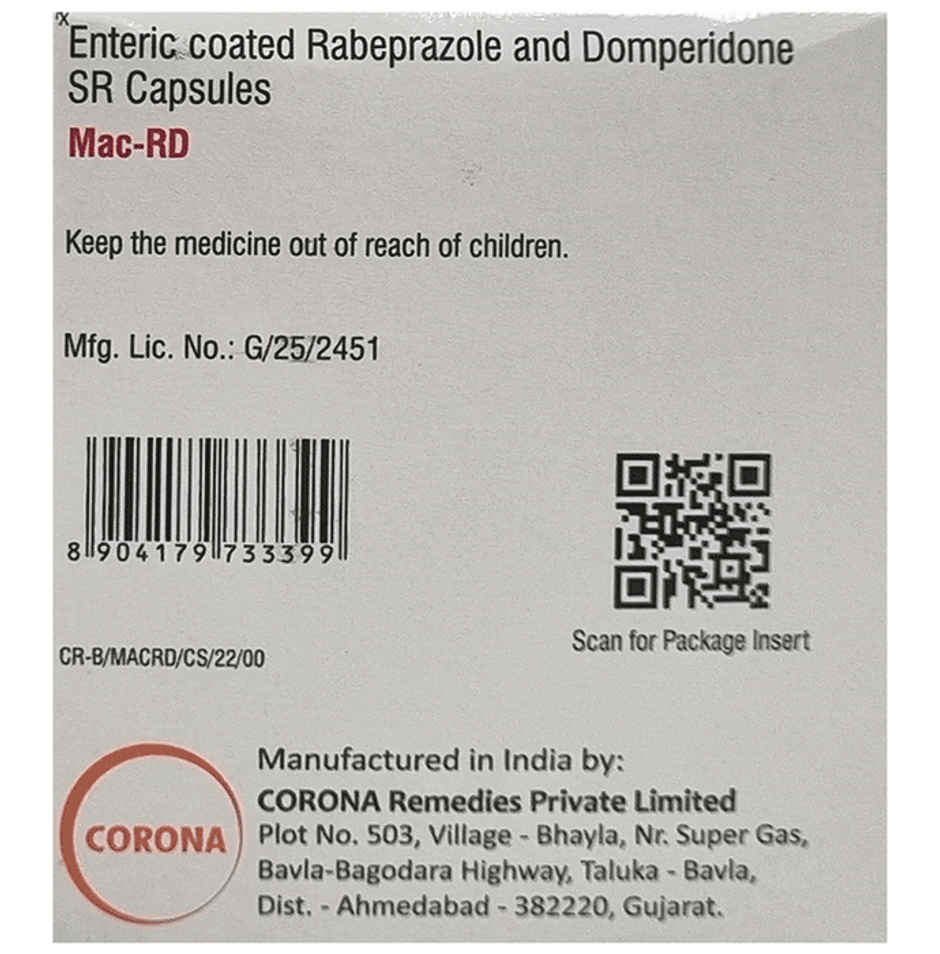 Rx
Enteric coated Rabeprazole and Domperidone
SR Capsules
Mac-RD
Keep the medicine out of reach of children.
Mfg. Lic. No.: G/25/2451
8 904179 733399
Scan for Package Insert
CR-B/MACRD/CS/22/00
CORONA
Manufactured in India by:
CORONA Remedies Private Limited
Plot No. 503, Village - Bhayla, Nr. Super Gas,
Bavla-Bagodara Highway, Taluka - Bavla,
Dist. - Ahmedabad - 382220, Gujarat.